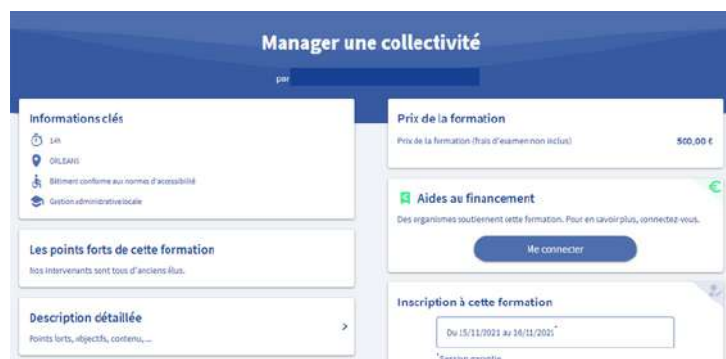 Manager une collectivité
par
Informations clés
14h
ORLEANS
Bâtiment conforme aux normes d'accessibilité
Gestion administrative locale
Les points forts de cette formation
Nos intervenants sont tous d'anciens élus.
Description détaillée
Points forts, objectifs, contenu, ...
Prix de la formation
Prix de la formation (frais d'examen non inclus) 500,00 €
Aides au financement
Des organismes soutiennent cette formation. Pour en savoir plus, connectez-vous.
Me connecter
Inscription à cette formation
Du 15/11/2021 au 16/11/2021*
*Session garantie